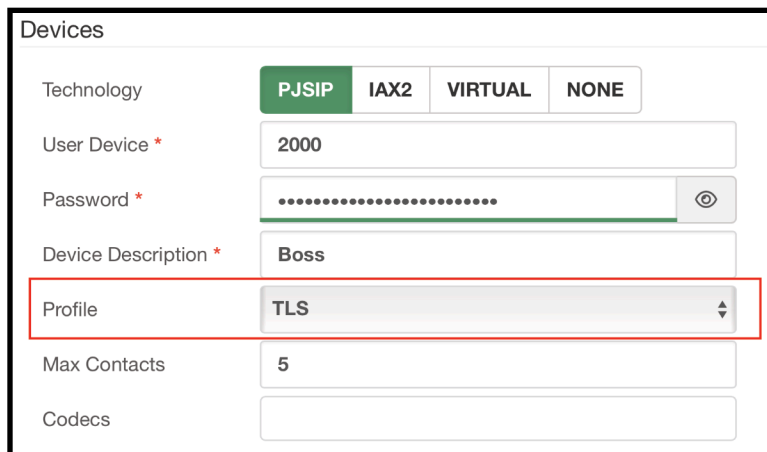 Devices
Technology PJSIP IAX2 VIRTUAL NONE
User Device * 2000
Password * •••••••••••••••••••••••••
Device Description * Boss
Profile TLS
Max Contacts 5
Codecs